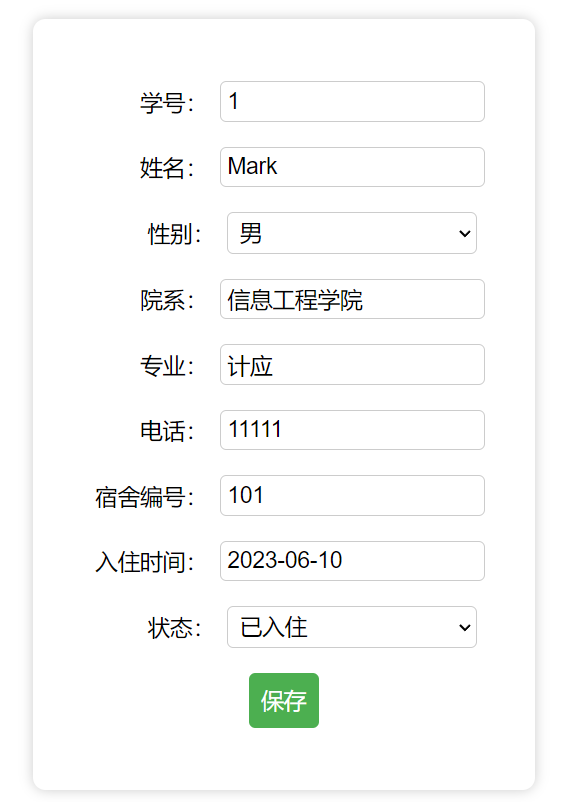 学号： 1
姓名： Mark
性别： 男
院系： 信息工程学院
专业： 计应
电话： 11111
宿舍编号： 101
入住时间： 2023-06-10
状态： 已入住
保存